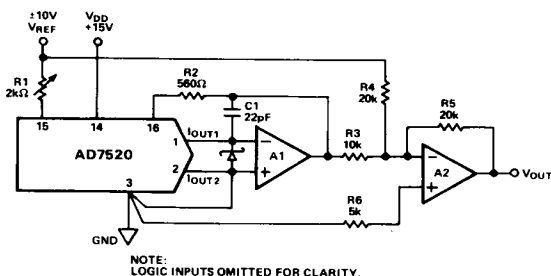 ±10V
VREF
VDD
+15V
R1
2kΩ
R2
560Ω
C1
22pF
R4
20k
R5
20k
15
14
16
1
IOUT1
AD7520
2
IOUT2
3
−
+
A1
R3
10k
−
+
A2
VOUT
R6
5k
GND
NOTE:
LOGIC INPUTS OMITTED FOR CLARITY.